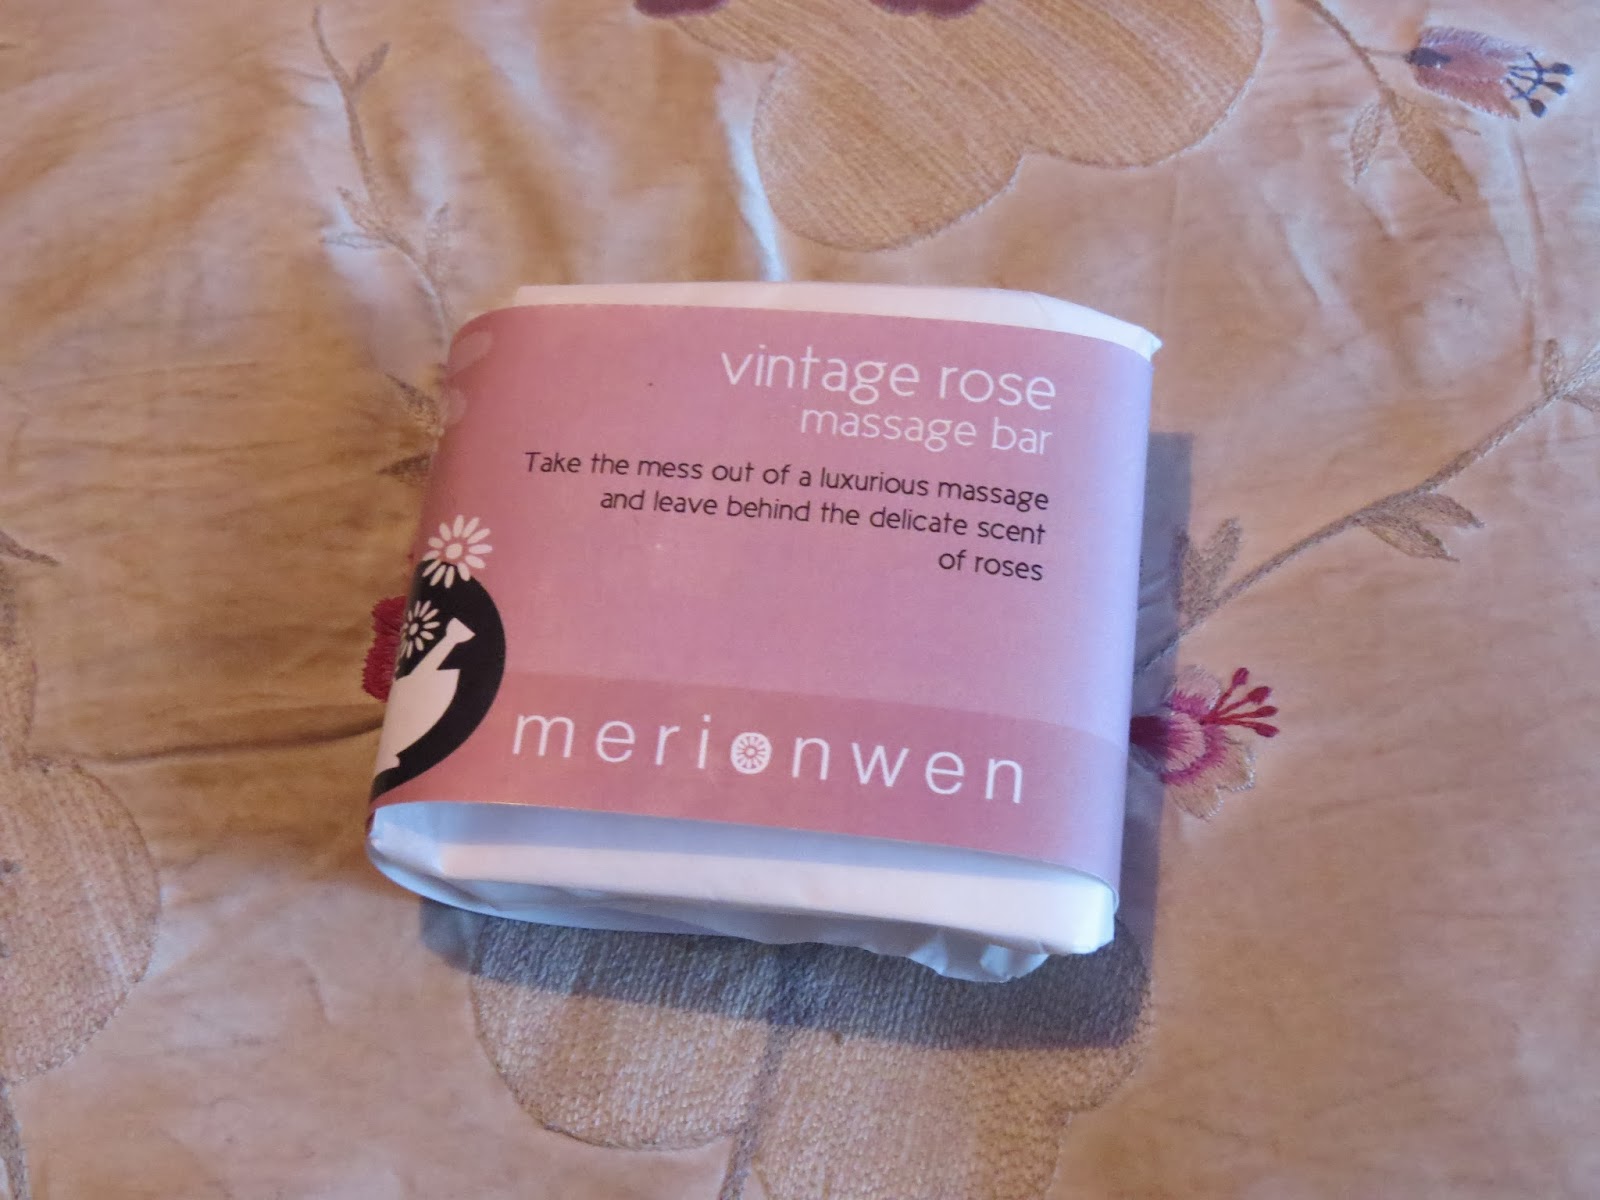 vintage rose
massage bar
Take the mess out of a luxurious massage
and leave behind the delicate scent
of roses
merionwen